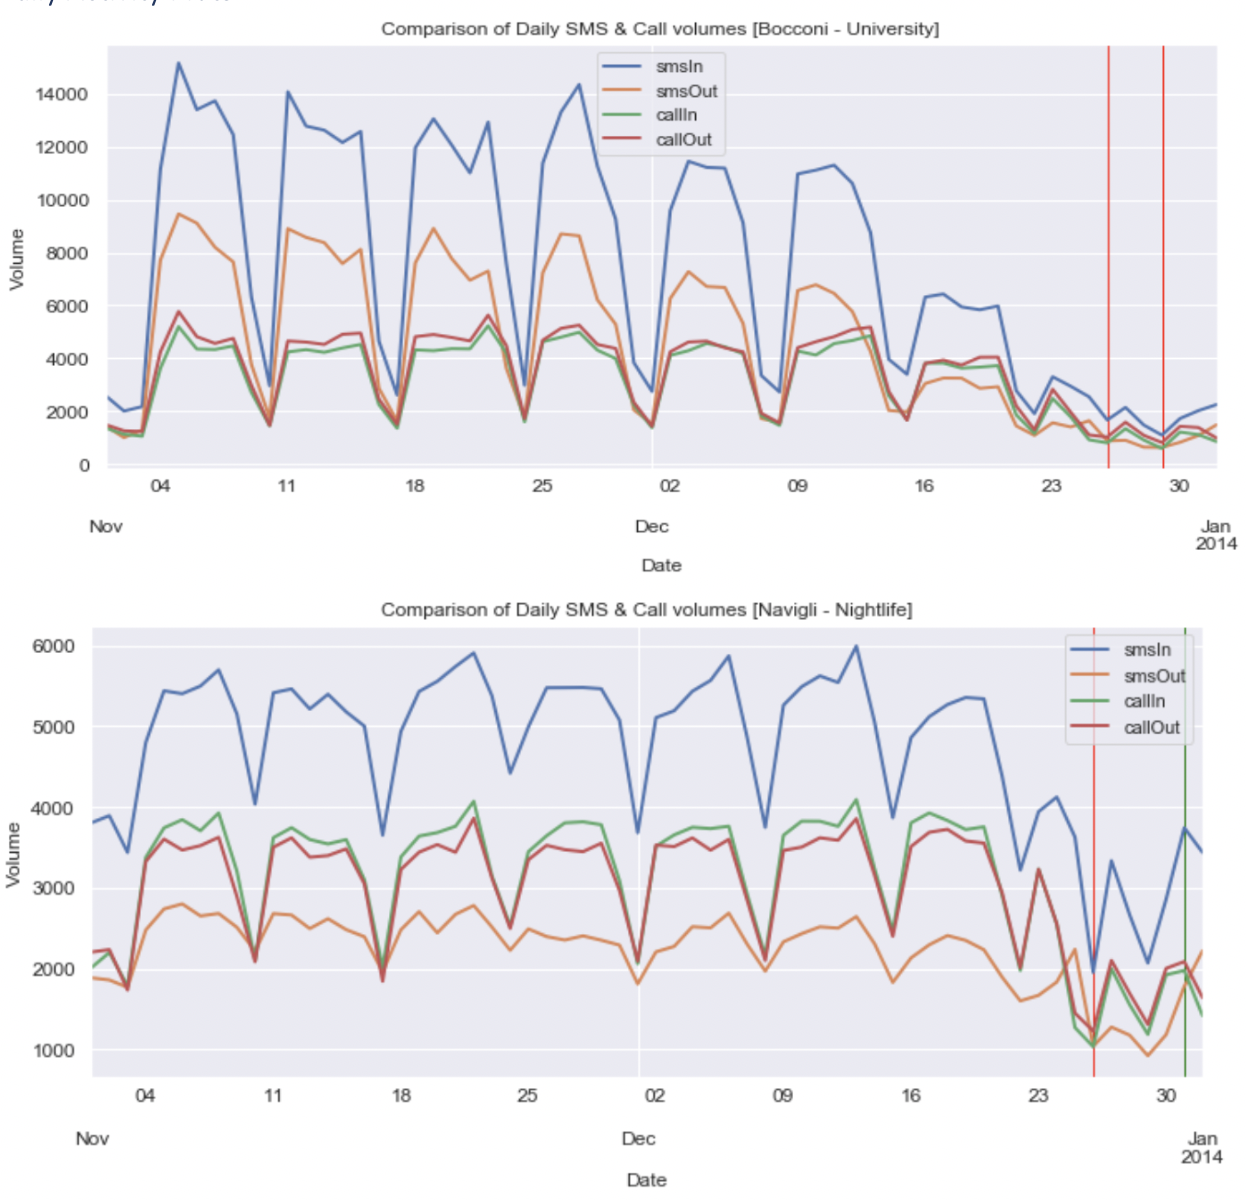 Comparison of Daily SMS & Call volumes [Bocconi - University]
smsIn
smsOut
callIn
callOut
14000
12000
10000
8000
6000
4000
2000
0
Volume
04 11 18 25 02 09 16 23 30
Nov Dec Jan
2014
Date
Comparison of Daily SMS & Call volumes [Navigli - Nightlife]
smsIn
smsOut
callIn
callOut
6000
5000
4000
3000
2000
1000
Volume
04 11 18 25 02 09 16 23 30
Nov Dec Jan
2014
Date